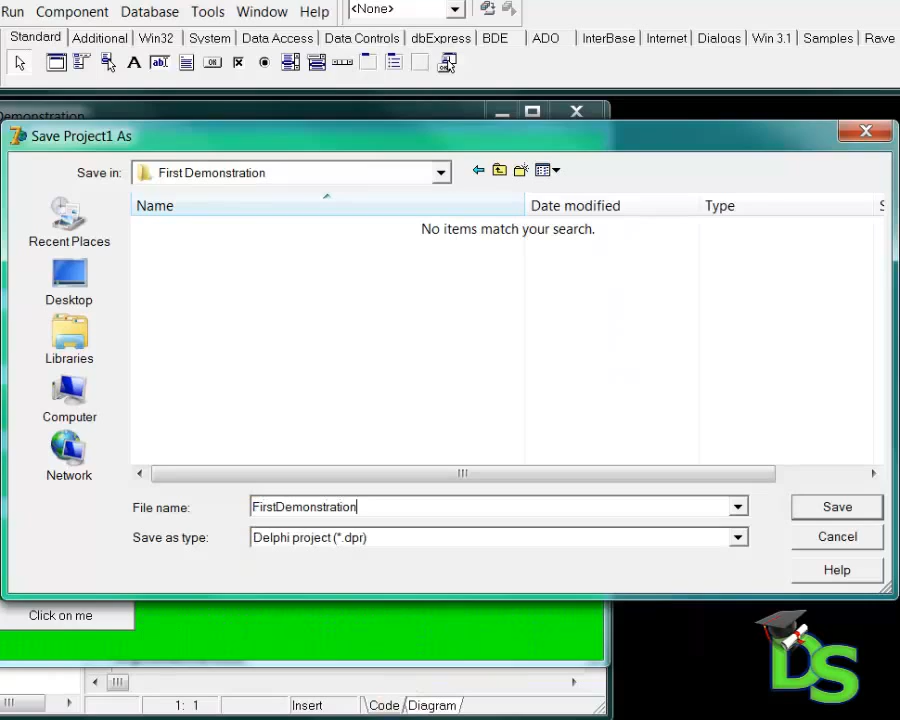 Run Component Database Tools Window Help <None>
Standard Additional Win32 System Data Access Data Controls dbExpress BDE ADO InterBase Internet Dialogs Win 3.1 Samples Rave
A ab OK
Demonstration
Save Project1 As
Save in: First Demonstration
Name Date modified Type S
No items match your search.
Recent Places
Desktop
Libraries
Computer
Network
File name: FirstDemonstration Save
Save as type: Delphi project (*.dpr) Cancel
Help
Click on me
DS
1: 1 Insert Code Diagram